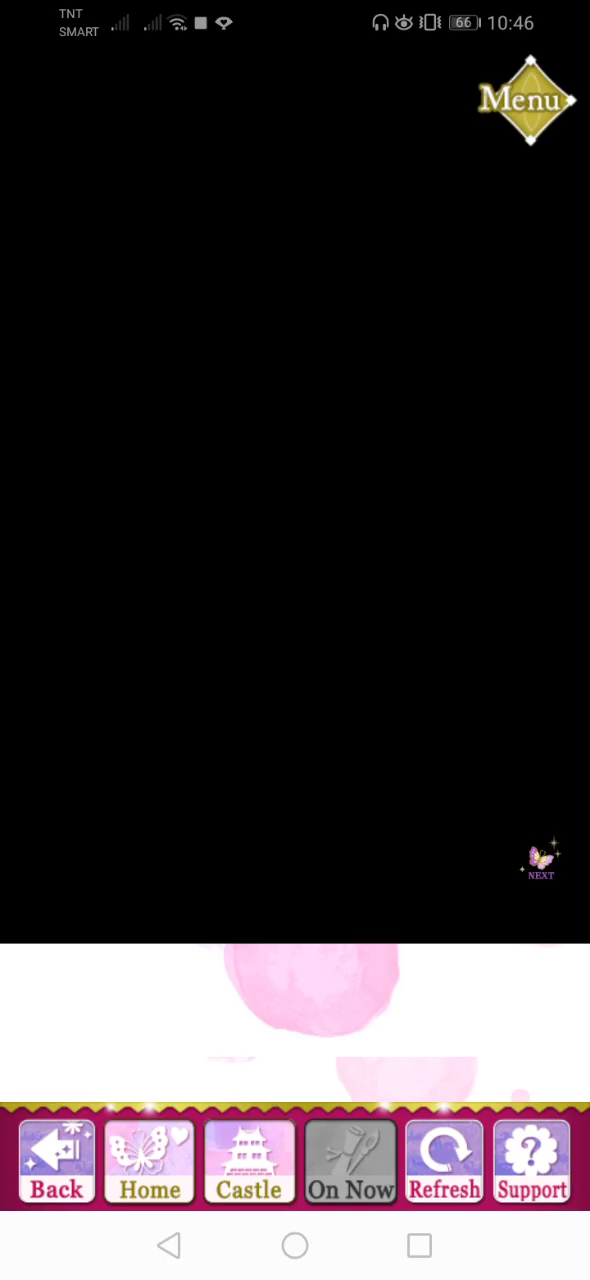 TNT
SMART
66 10:46
Menu
NEXT
Back Home Castle On Now Refresh Support